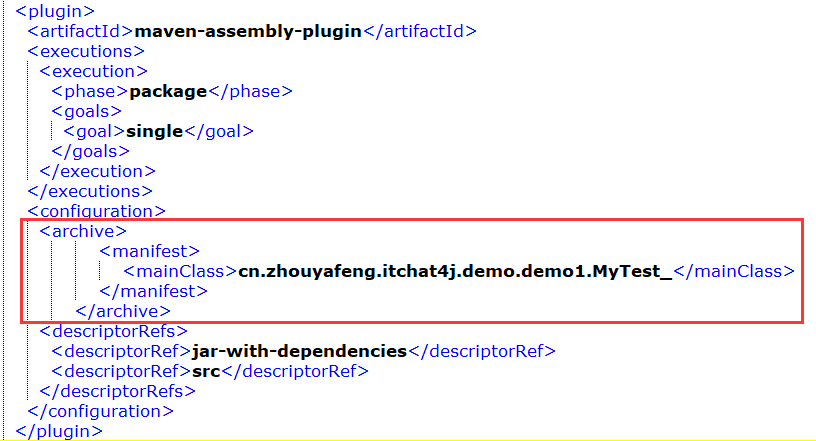 <plugin>
<artifactId>maven-assembly-plugin</artifactId>
<executions>
<execution>
<phase>package</phase>
<goals>
<goal>single</goal>
</goals>
</execution>
</executions>
<configuration>
<archive>
<manifest>
<mainClass>cn.zhouyafeng.itchat4j.demo.demo1.MyTest_</mainClass>
</manifest>
</archive>
<descriptorRefs>
<descriptorRef>jar-with-dependencies</descriptorRef>
<descriptorRef>src</descriptorRef>
</descriptorRefs>
</configuration>
</plugin>